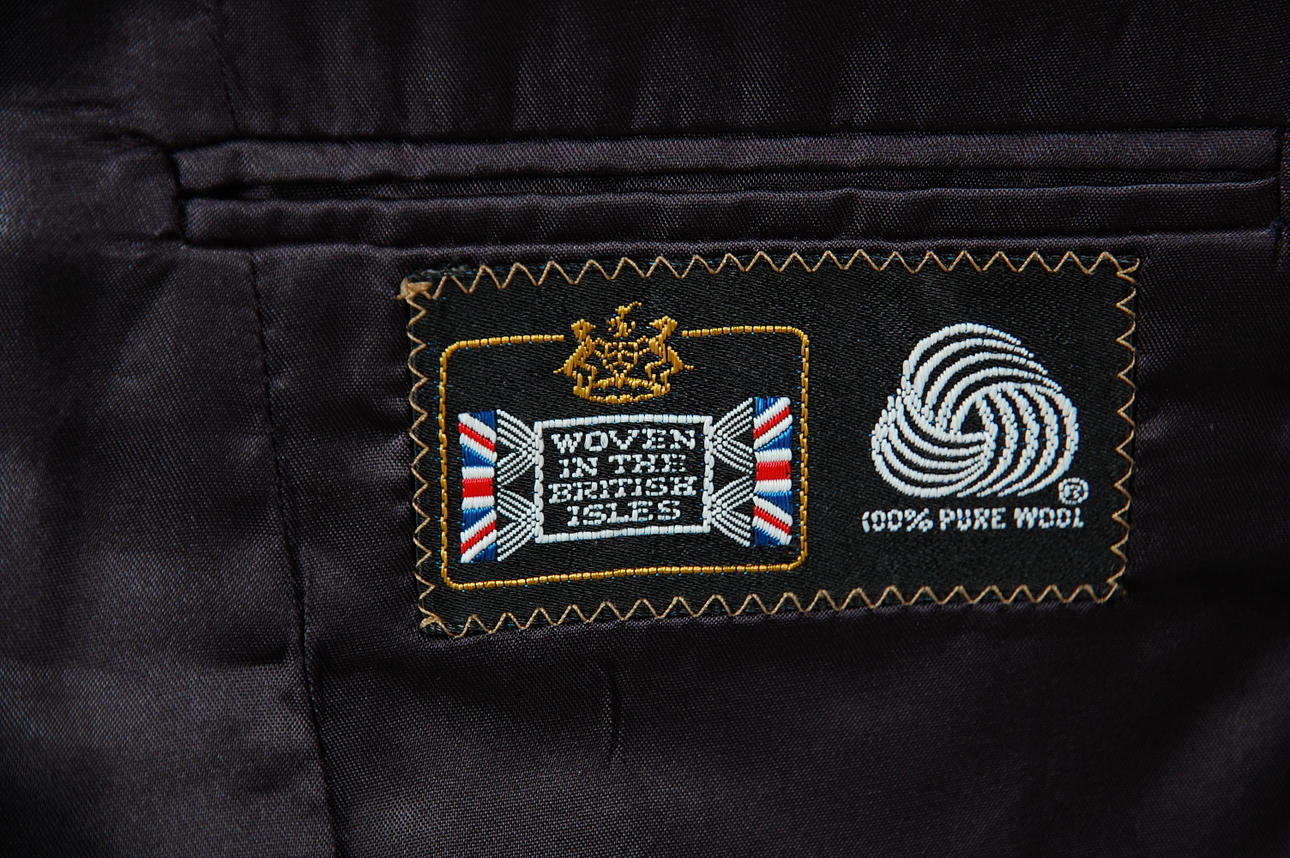 WOVEN
IN THE
BRITISH
ISLES
®
100% PURE WOOL